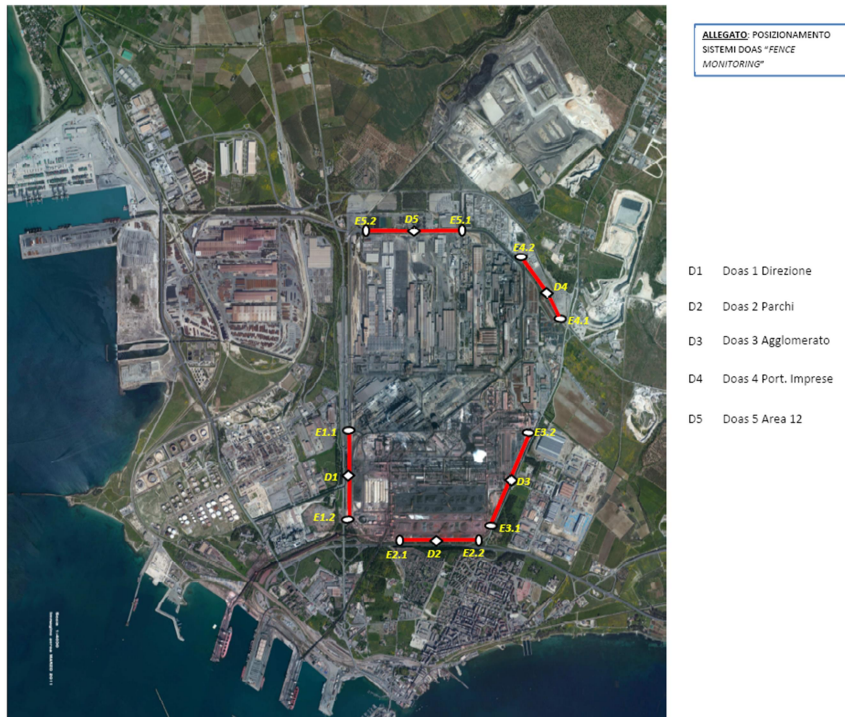 ALLEGATO: POSIZIONAMENTO
SISTEMI DOAS "FENCE
MONITORING"
E5.2
D5
E5.1
E4.2
D4
E4.1
E1.1
E3.2
D1
D3
E1.2
E3.1
E2.1
D2
E2.2
D1 Doas 1 Direzione
D2 Doas 2 Parchi
D3 Doas 3 Agglomerato
D4 Doas 4 Port. Imprese
D5 Doas 5 Area 12